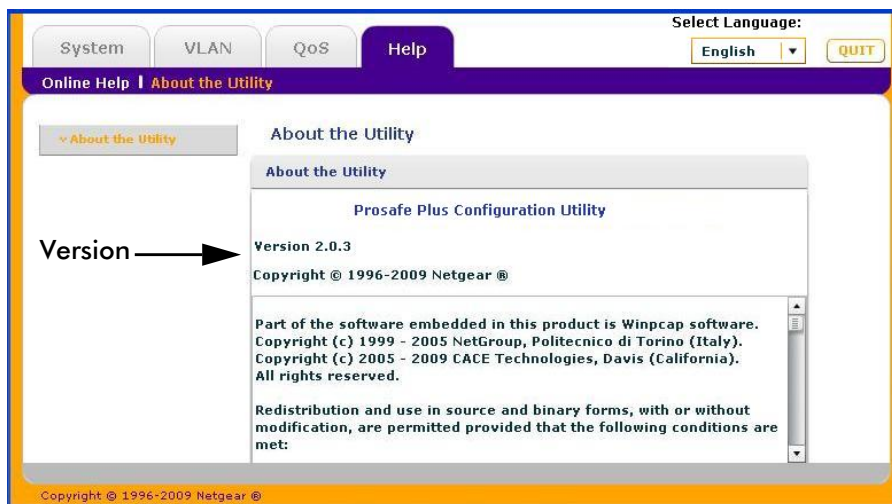 Select Language:
System VLAN QoS Help English QUIT
Online Help | About the Utility
About the Utility
About the Utility
About the Utility
Prosafe Plus Configuration Utility
Version
Version 2.0.3
Copyright © 1996-2009 Netgear ®
Part of the software embedded in this product is Winpcap software.
Copyright (c) 1999 - 2005 NetGroup, Politecnico di Torino (Italy).
Copyright (c) 2005 - 2009 CACE Technologies, Davis (California).
All rights reserved.
Redistribution and use in source and binary forms, with or without
modification, are permitted provided that the following conditions are
met:
Copyright © 1996-2009 Netgear ®